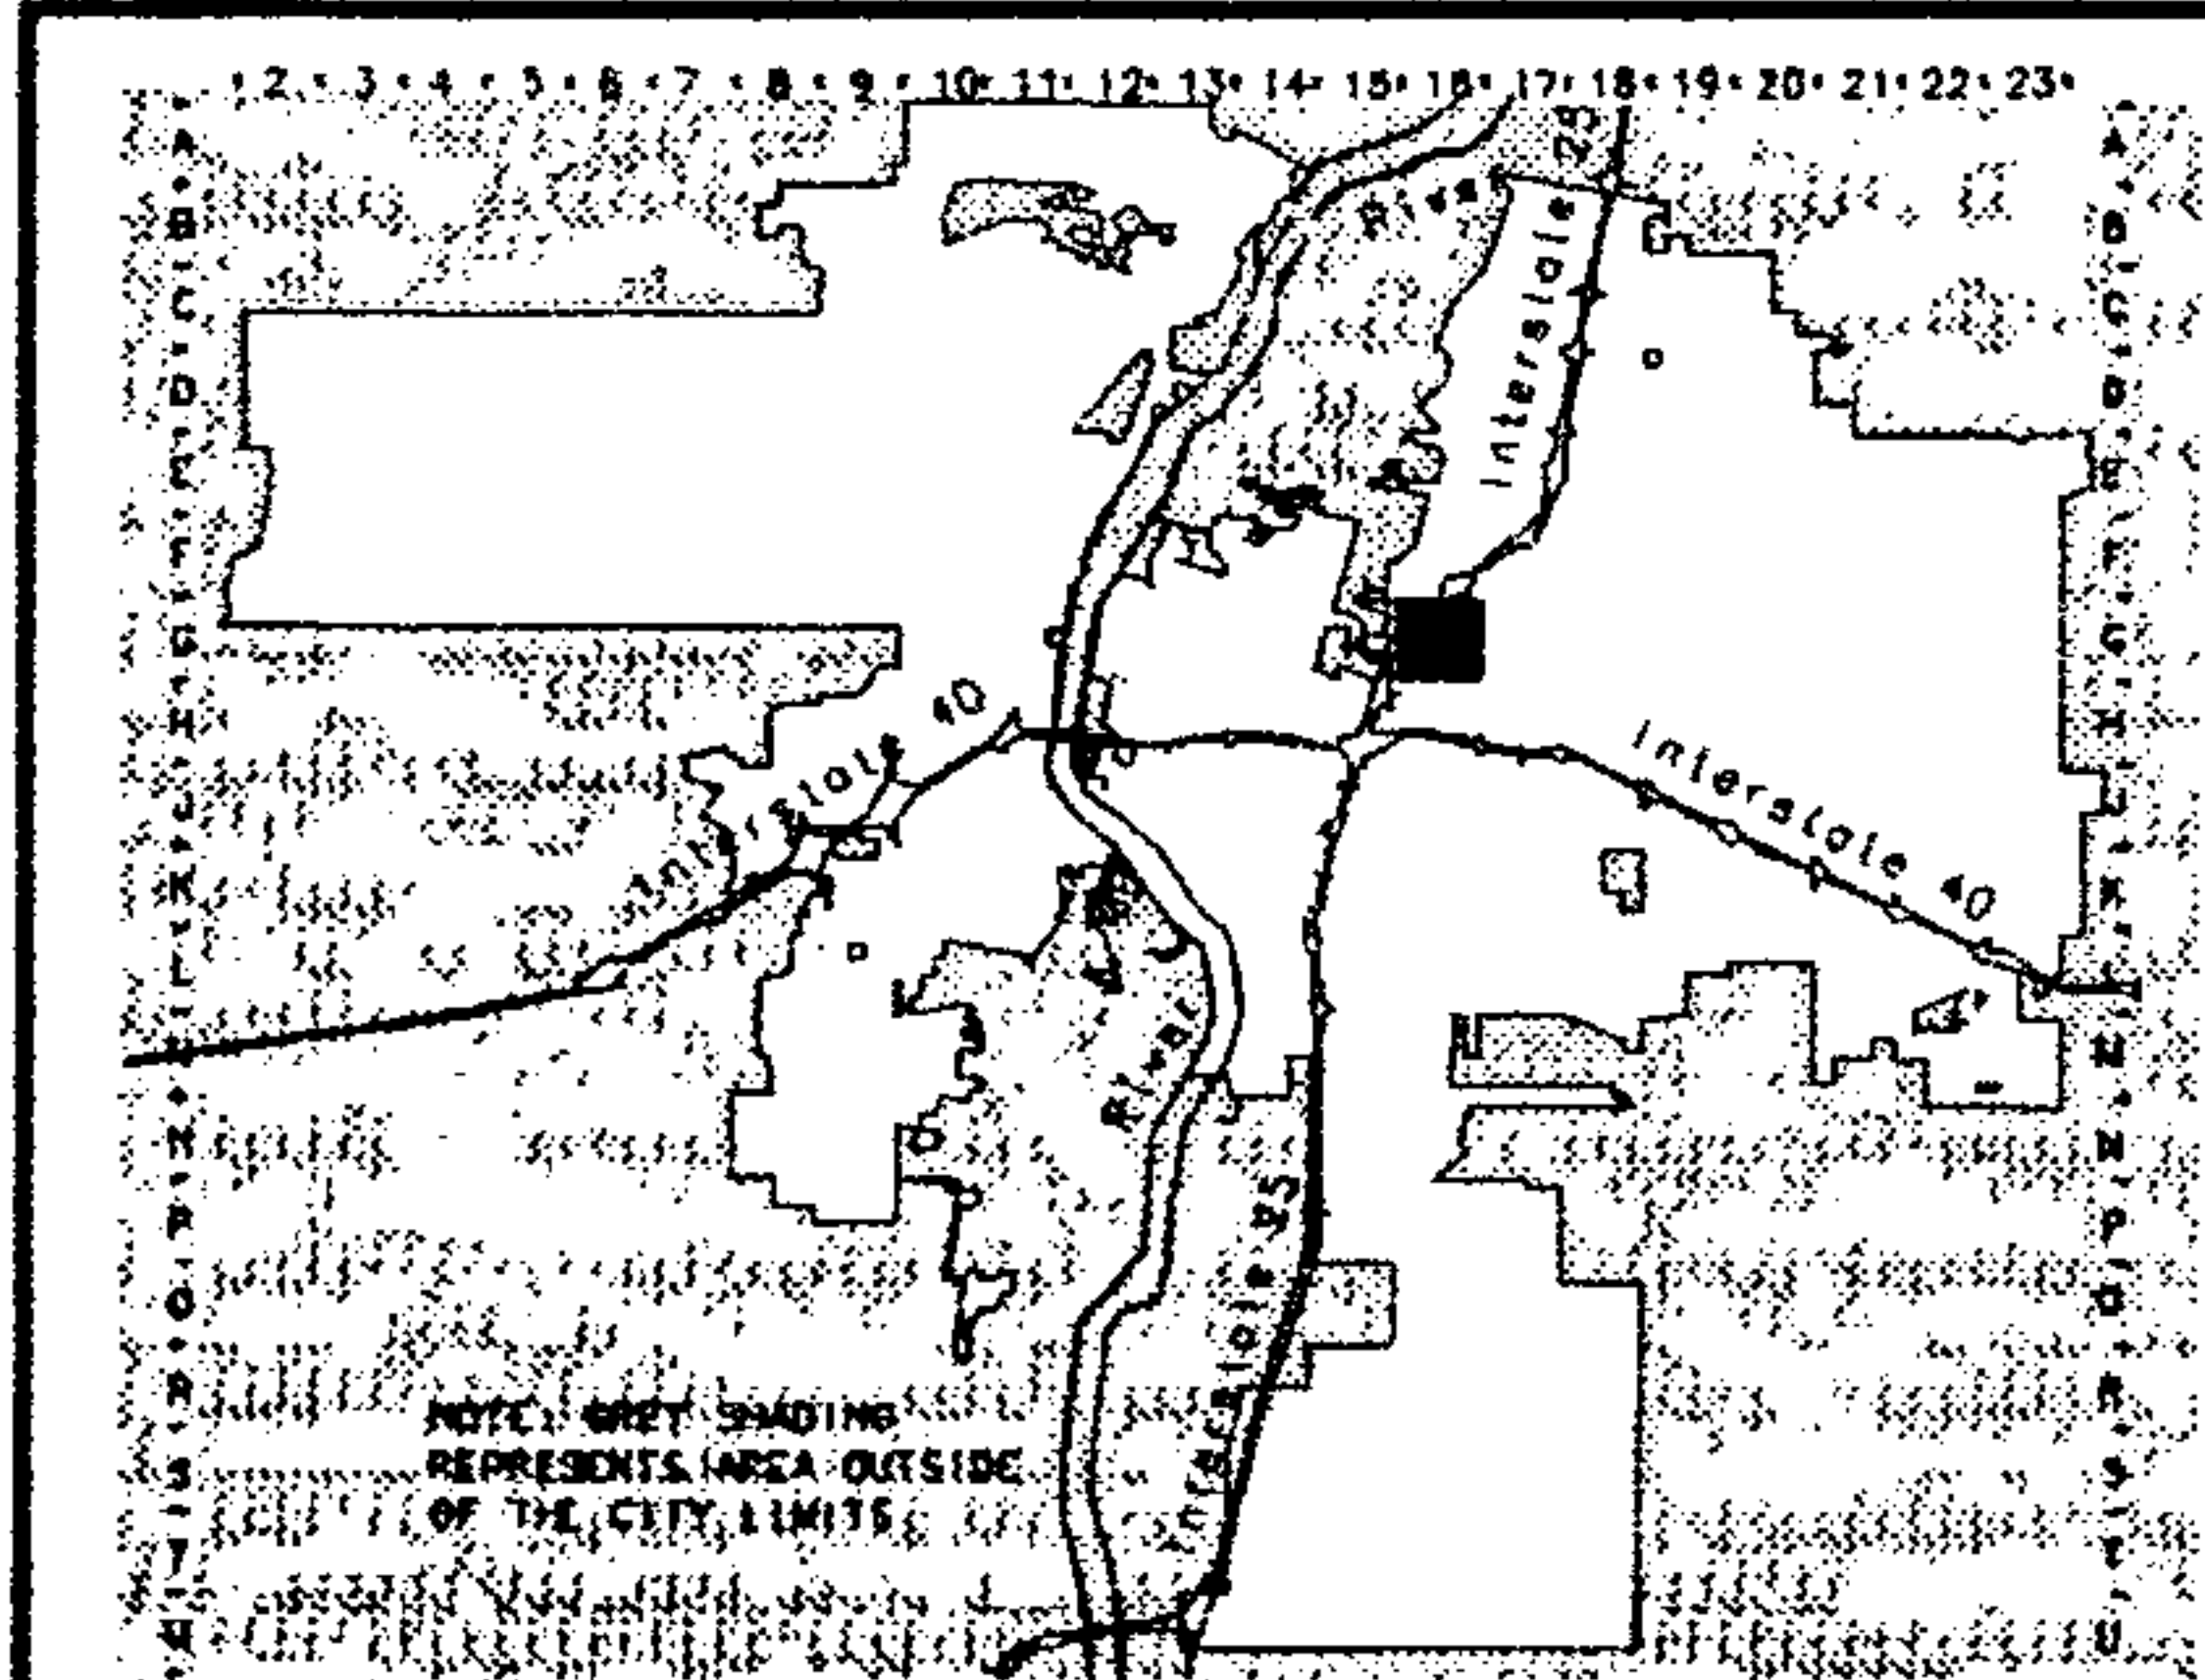 2 3 4 5 6 7 8 9 10 11 12 13 14 15 16 17 18 19 20 21 22 23
A
B
C
D
E
F
G
H
J
K
L
N
P
Q
R
S
T
A
B
C
D
E
F
G
H
J
K
M
N
P
Q
R
S
T
U
River
Interstate 25
Interstate 40
Interstate 40
River
Interstate 25
NOTE: GREY SHADING
REPRESENTS AREA OUTSIDE
OF THE CITY LIMITS